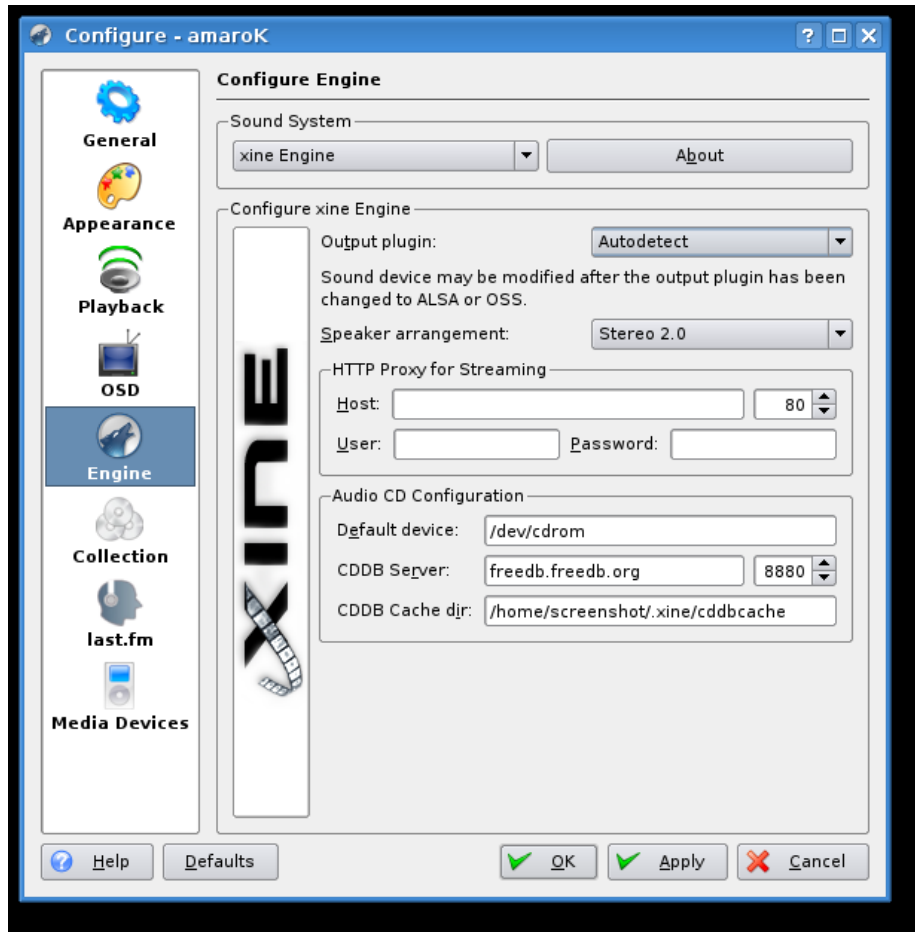 Configure - amaroK
General
Appearance
Playback
OSD
Engine
Collection
last.fm
Media Devices
Configure Engine
Sound System
xine Engine
About
Configure xine Engine
XINE
Output plugin: Autodetect
Sound device may be modified after the output plugin has been
changed to ALSA or OSS.
Speaker arrangement: Stereo 2.0
HTTP Proxy for Streaming
Host: 80
User: Password:
Audio CD Configuration
Default device: /dev/cdrom
CDDB Server: freedb.freedb.org 8880
CDDB Cache dir: /home/screenshot/.xine/cddbcache
Help Defaults OK Apply Cancel